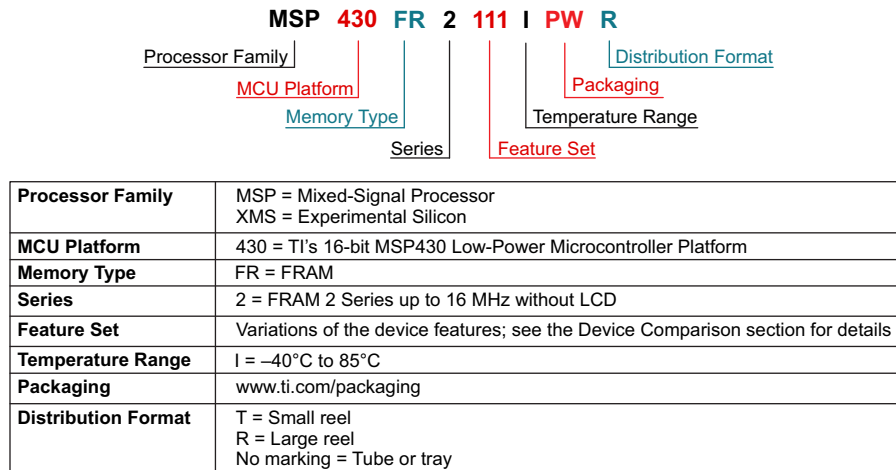 MSP 430 FR 2 111 I PW R
Processor Family
Distribution Format
MCU Platform
Packaging
Memory Type
Temperature Range
Series
Feature Set
Processor Family MSP = Mixed-Signal Processor
XMS = Experimental Silicon
MCU Platform 430 = TI's 16-bit MSP430 Low-Power Microcontroller Platform
Memory Type FR = FRAM
Series 2 = FRAM 2 Series up to 16 MHz without LCD
Feature Set Variations of the device features; see the Device Comparison section for details
Temperature Range I = –40°C to 85°C
Packaging www.ti.com/packaging
Distribution Format T = Small reel
R = Large reel
No marking = Tube or tray